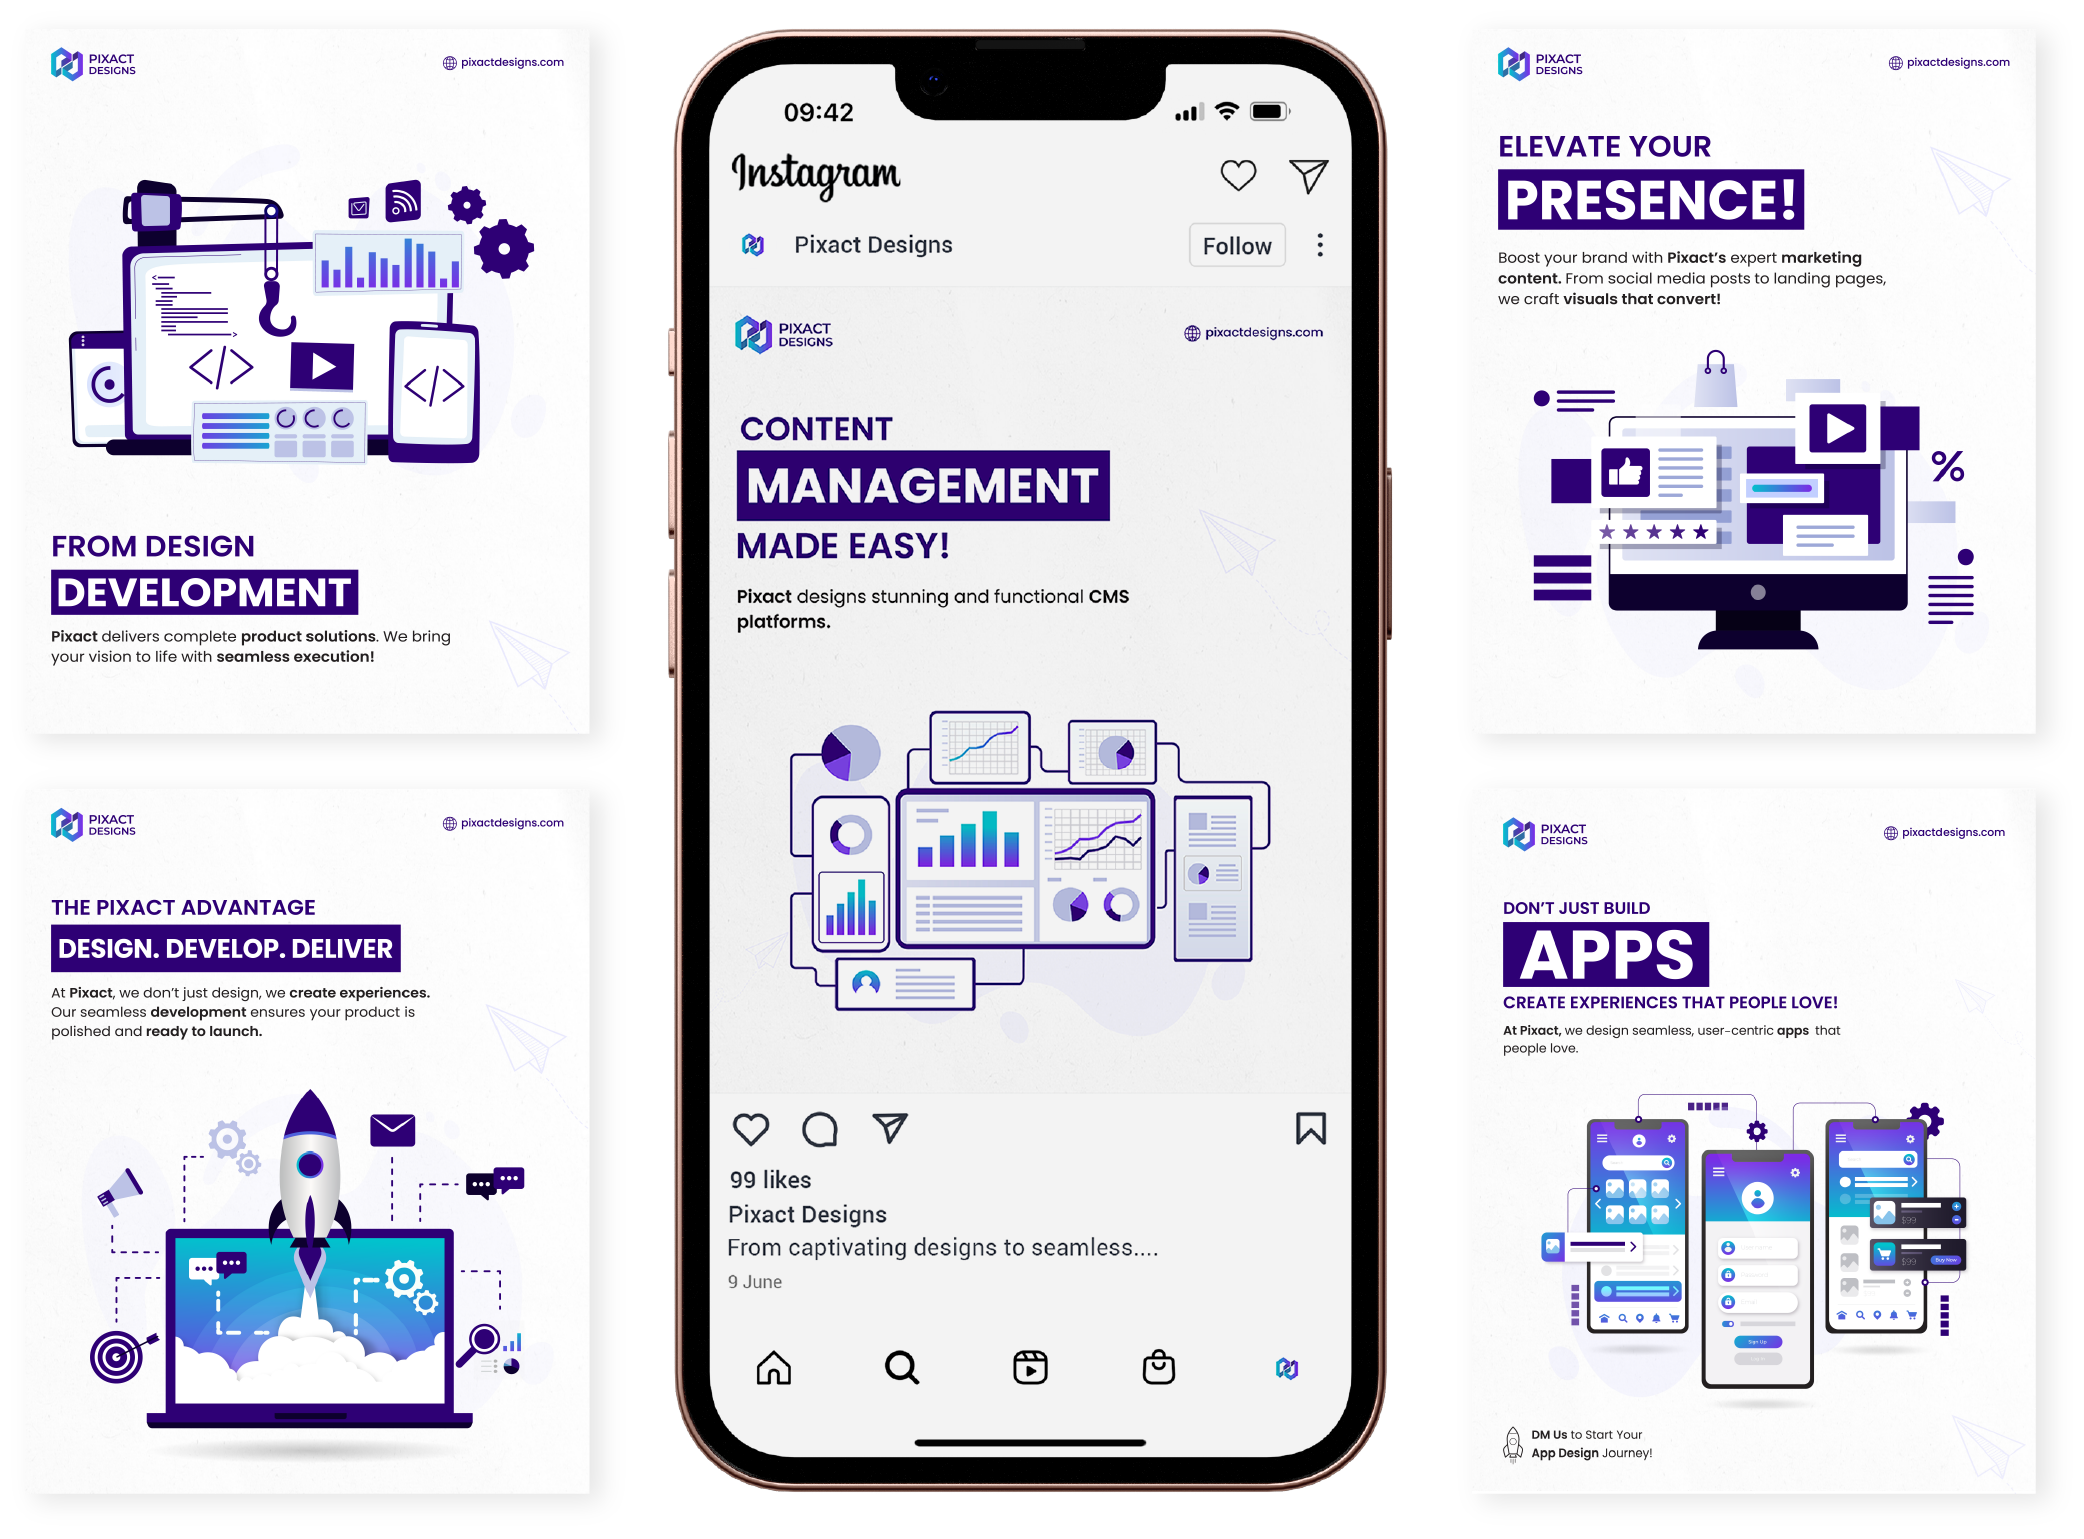 PIXACT
DESIGNS
pixactdesigns.com
FROM DESIGN
DEVELOPMENT
Pixact delivers complete product solutions. We bring
your vision to life with seamless execution!
PIXACT
DESIGNS
pixactdesigns.com
THE PIXACT ADVANTAGE
DESIGN. DEVELOP. DELIVER
At Pixact, we don't just design, we create experiences.
Our seamless development ensures your product is
polished and ready to launch.
09:42
Instagram
Pixact Designs
Follow
PIXACT
DESIGNS
pixactdesigns.com
CONTENT
MANAGEMENT
MADE EASY!
Pixact designs stunning and functional CMS
platforms.
99 likes
Pixact Designs
From captivating designs to seamless....
9 June
PIXACT
DESIGNS
pixactdesigns.com
ELEVATE YOUR
PRESENCE!
Boost your brand with Pixact's expert marketing
content. From social media posts to landing pages,
we craft visuals that convert!
%
PIXACT
DESIGNS
pixactdesigns.com
DON'T JUST BUILD
APPS
CREATE EXPERIENCES THAT PEOPLE LOVE!
At Pixact, we design seamless, user-centric apps that
people love.
$99
$99
Buy Now
Sign Up
DM Us to Start Your
App Design Journey!